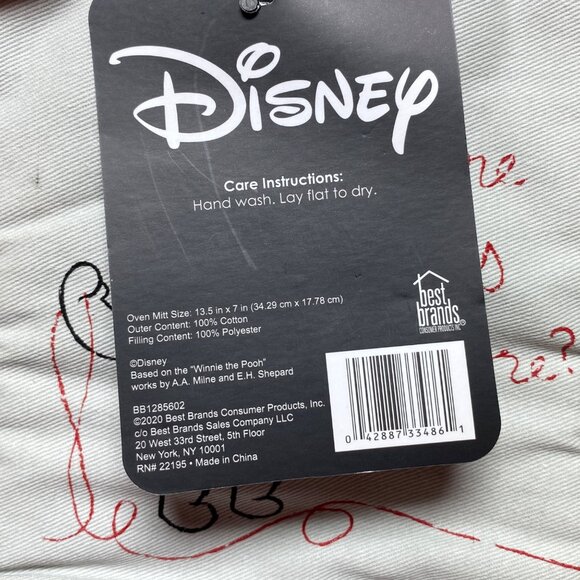 Disney
Care Instructions:
Hand wash. Lay flat to dry.
Oven Mitt Size: 13.5 in x 7 in (34.29 cm x 17.78 cm)
Outer Content: 100% Cotton
Filling Content: 100% Polyester
best
brands
CONSUMER PRODUCTS INC
®
©Disney
Based on the "Winnie the Pooh"
works by A.A. Milne and E.H. Shepard
BB1285602
©2020 Best Brands Consumer Products, Inc.
c/o Best Brands Sales Company LLC
20 West 33rd Street, 5th Floor
New York, NY 10001
RN# 22195 • Made in China
0 42887 33486 1